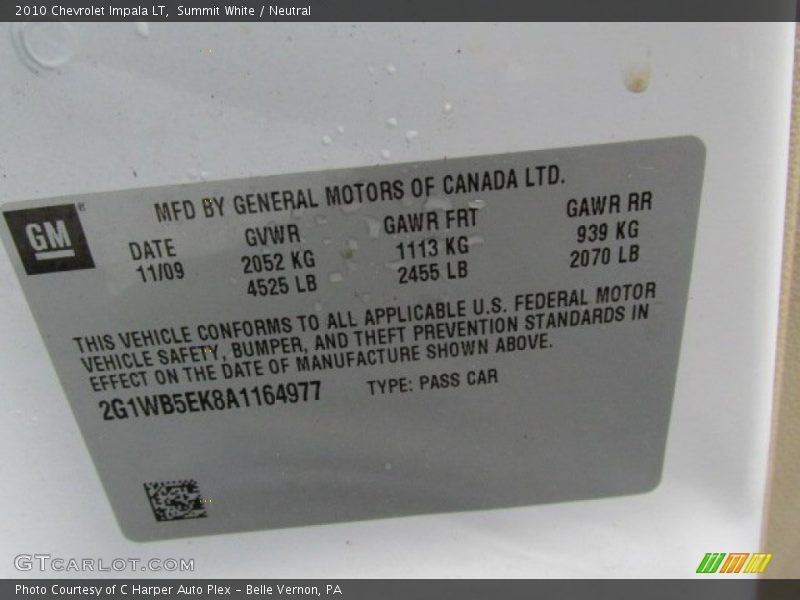 2010 Chevrolet Impala LT, Summit White / Neutral
MFD BY GENERAL MOTORS OF CANADA LTD.
GM
DATE GVWR GAWR FRT GAWR RR
11/09 2052 KG 1113 KG 939 KG
4525 LB 2455 LB 2070 LB
THIS VEHICLE CONFORMS TO ALL APPLICABLE U.S. FEDERAL MOTOR
VEHICLE SAFETY, BUMPER, AND THEFT PREVENTION STANDARDS IN
EFFECT ON THE DATE OF MANUFACTURE SHOWN ABOVE.
2G1WB5EK8A1164977 TYPE: PASS CAR
GTCARLOT.COM
Photo Courtesy of C Harper Auto Plex - Belle Vernon, PA